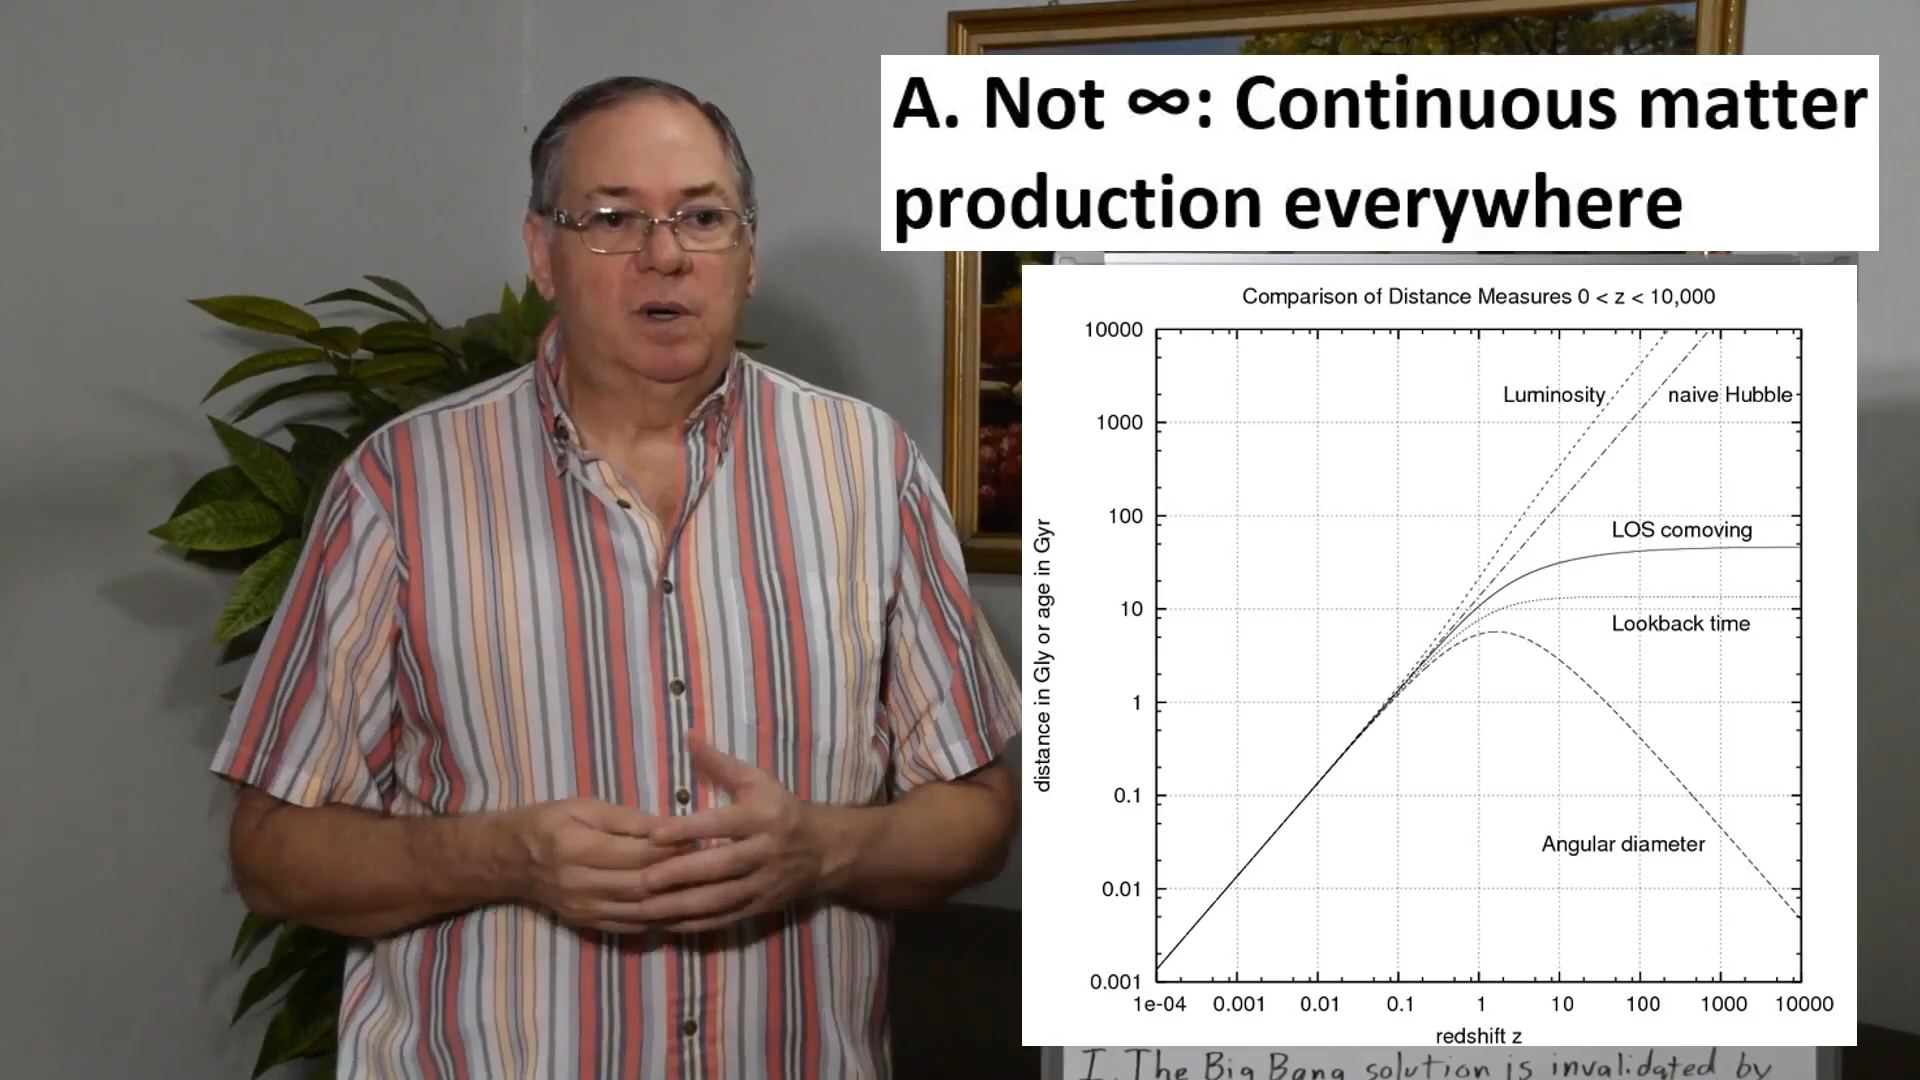 A. Not ∞: Continuous matter
production everywhere
Comparison of Distance Measures 0 < z < 10,000
10000
1000
100
10
1
0.1
0.01
0.001
distance in Gly or age in Gyr
Luminosity
naive Hubble
LOS comoving
Lookback time
Angular diameter
1e-04 0.001 0.01 0.1 1 10 100 1000 10000
redshift z
I. The Big Bang solution is invalidated by